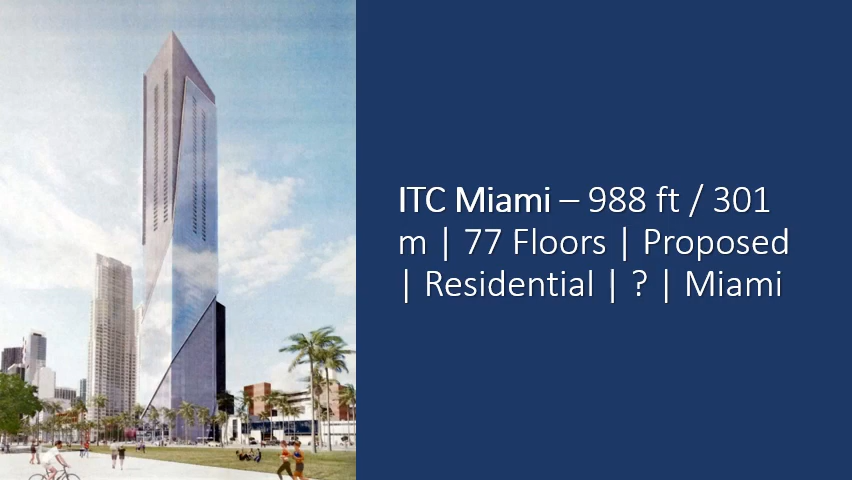 ITC Miami – 988 ft / 301
m | 77 Floors | Proposed
| Residential | ? | Miami